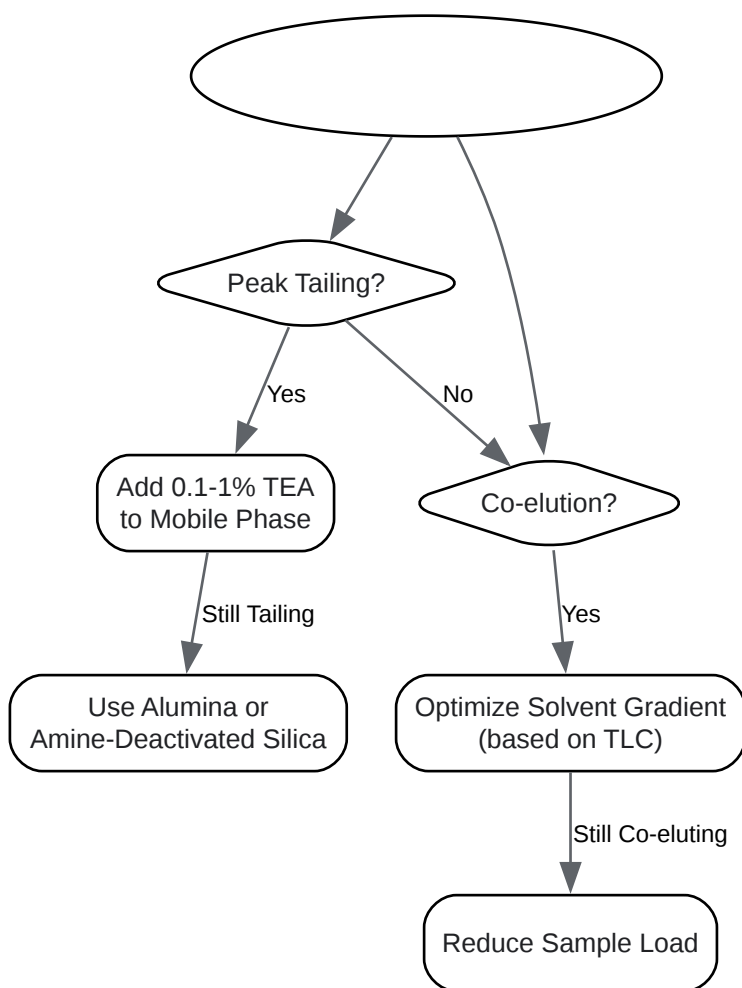 Peak Tailing?
Yes
No
Add 0.1-1% TEA
to Mobile Phase
Co-elution?
Still Tailing
Yes
Use Alumina or
Amine-Deactivated Silica
Optimize Solvent Gradient
(based on TLC)
Still Co-eluting
Reduce Sample Load